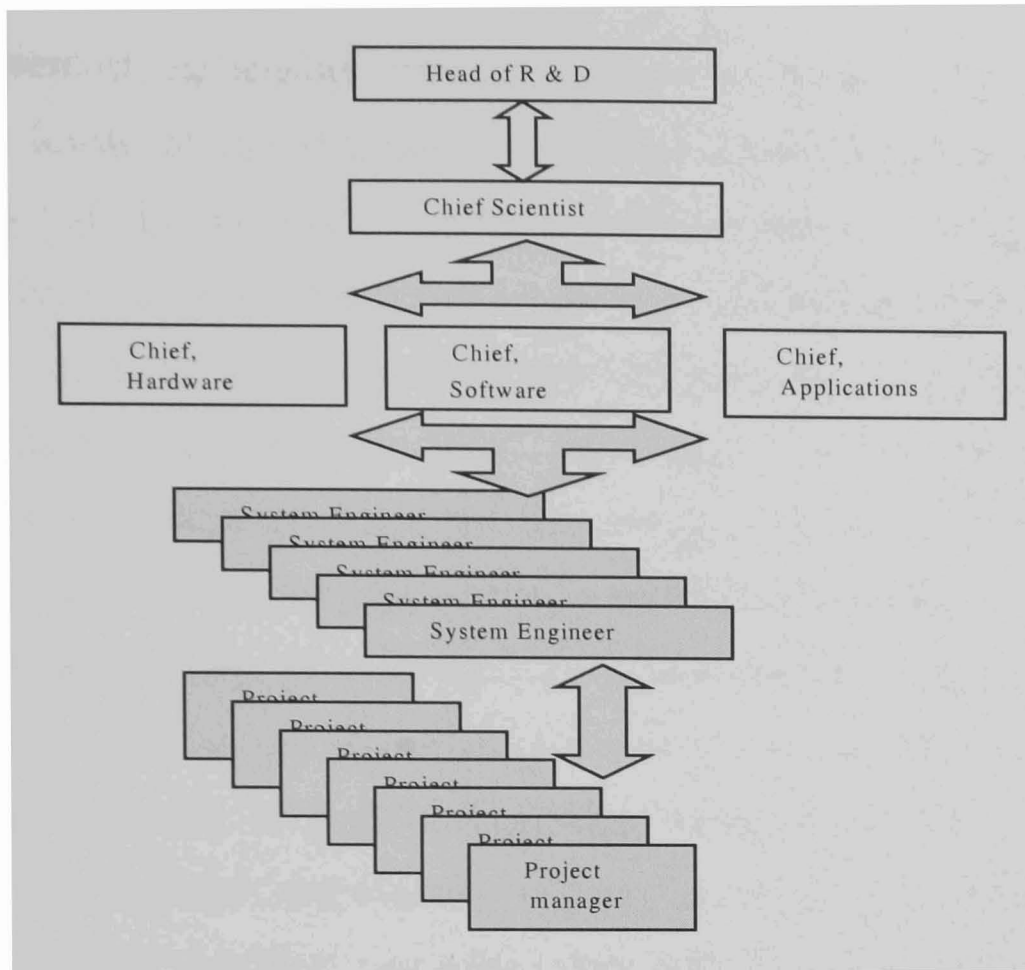 Head of R & D
Chief Scientist
Chief,
Hardware
Chief,
Software
Chief,
Applications
System Engineer
System Engineer
System Engineer
System Engineer
System Engineer
Project
Project
Project
Project
Project
Project
Project
manager